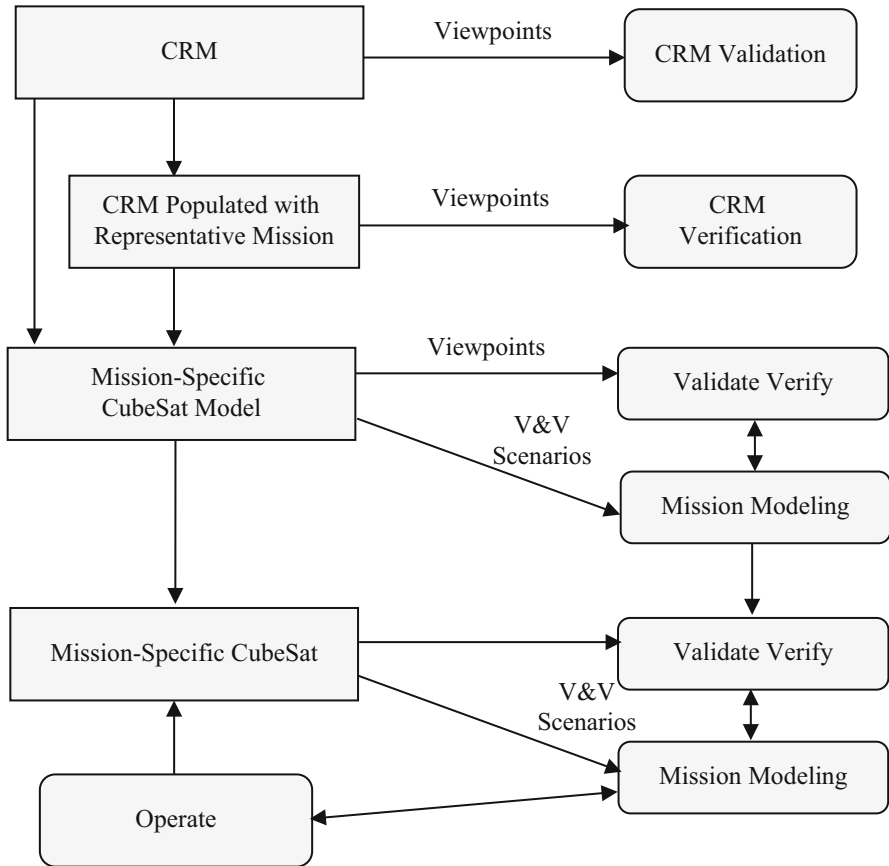 CRM
Viewpoints
CRM Validation
CRM Populated with
Representative Mission
Viewpoints
CRM
Verification
Mission-Specific
CubeSat Model
Viewpoints
Validate Verify
V&V
Scenarios
Mission Modeling
Mission-Specific CubeSat
Validate Verify
V&V
Scenarios
Mission Modeling
Operate